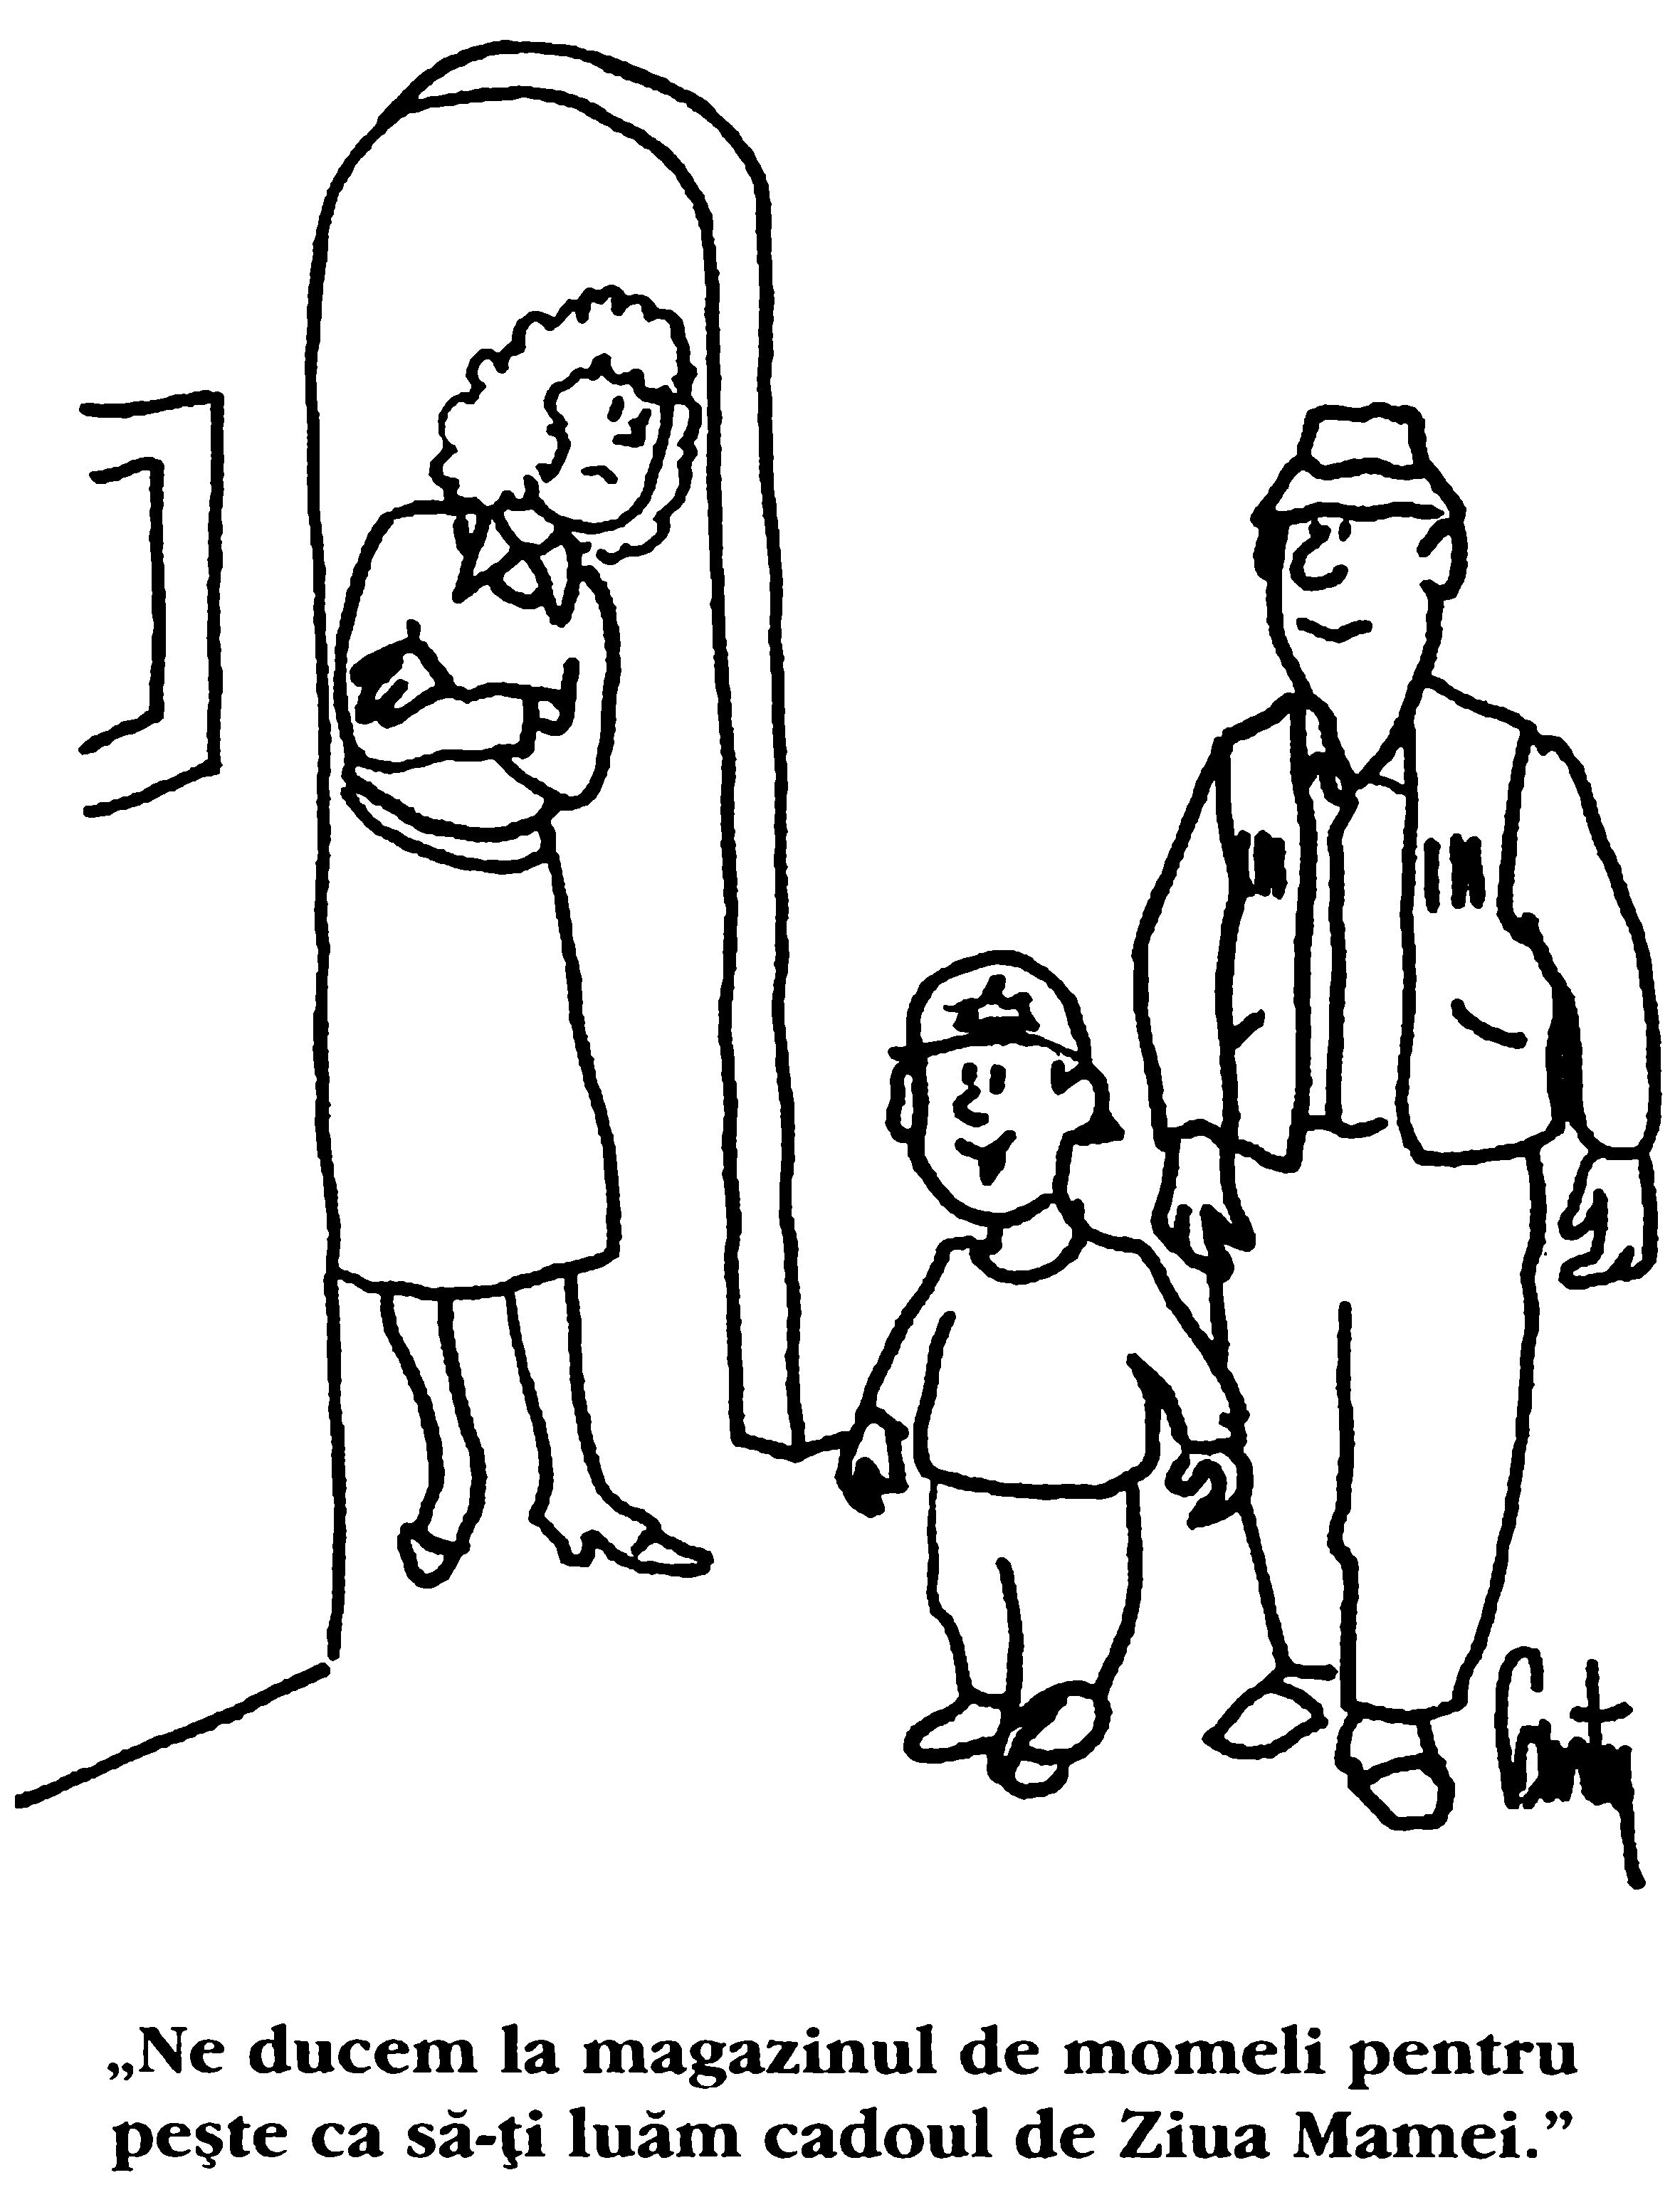 „Ne ducem la magazinul de momeli pentru
peşte ca să-ţi luăm cadoul de Ziua Mamei.”